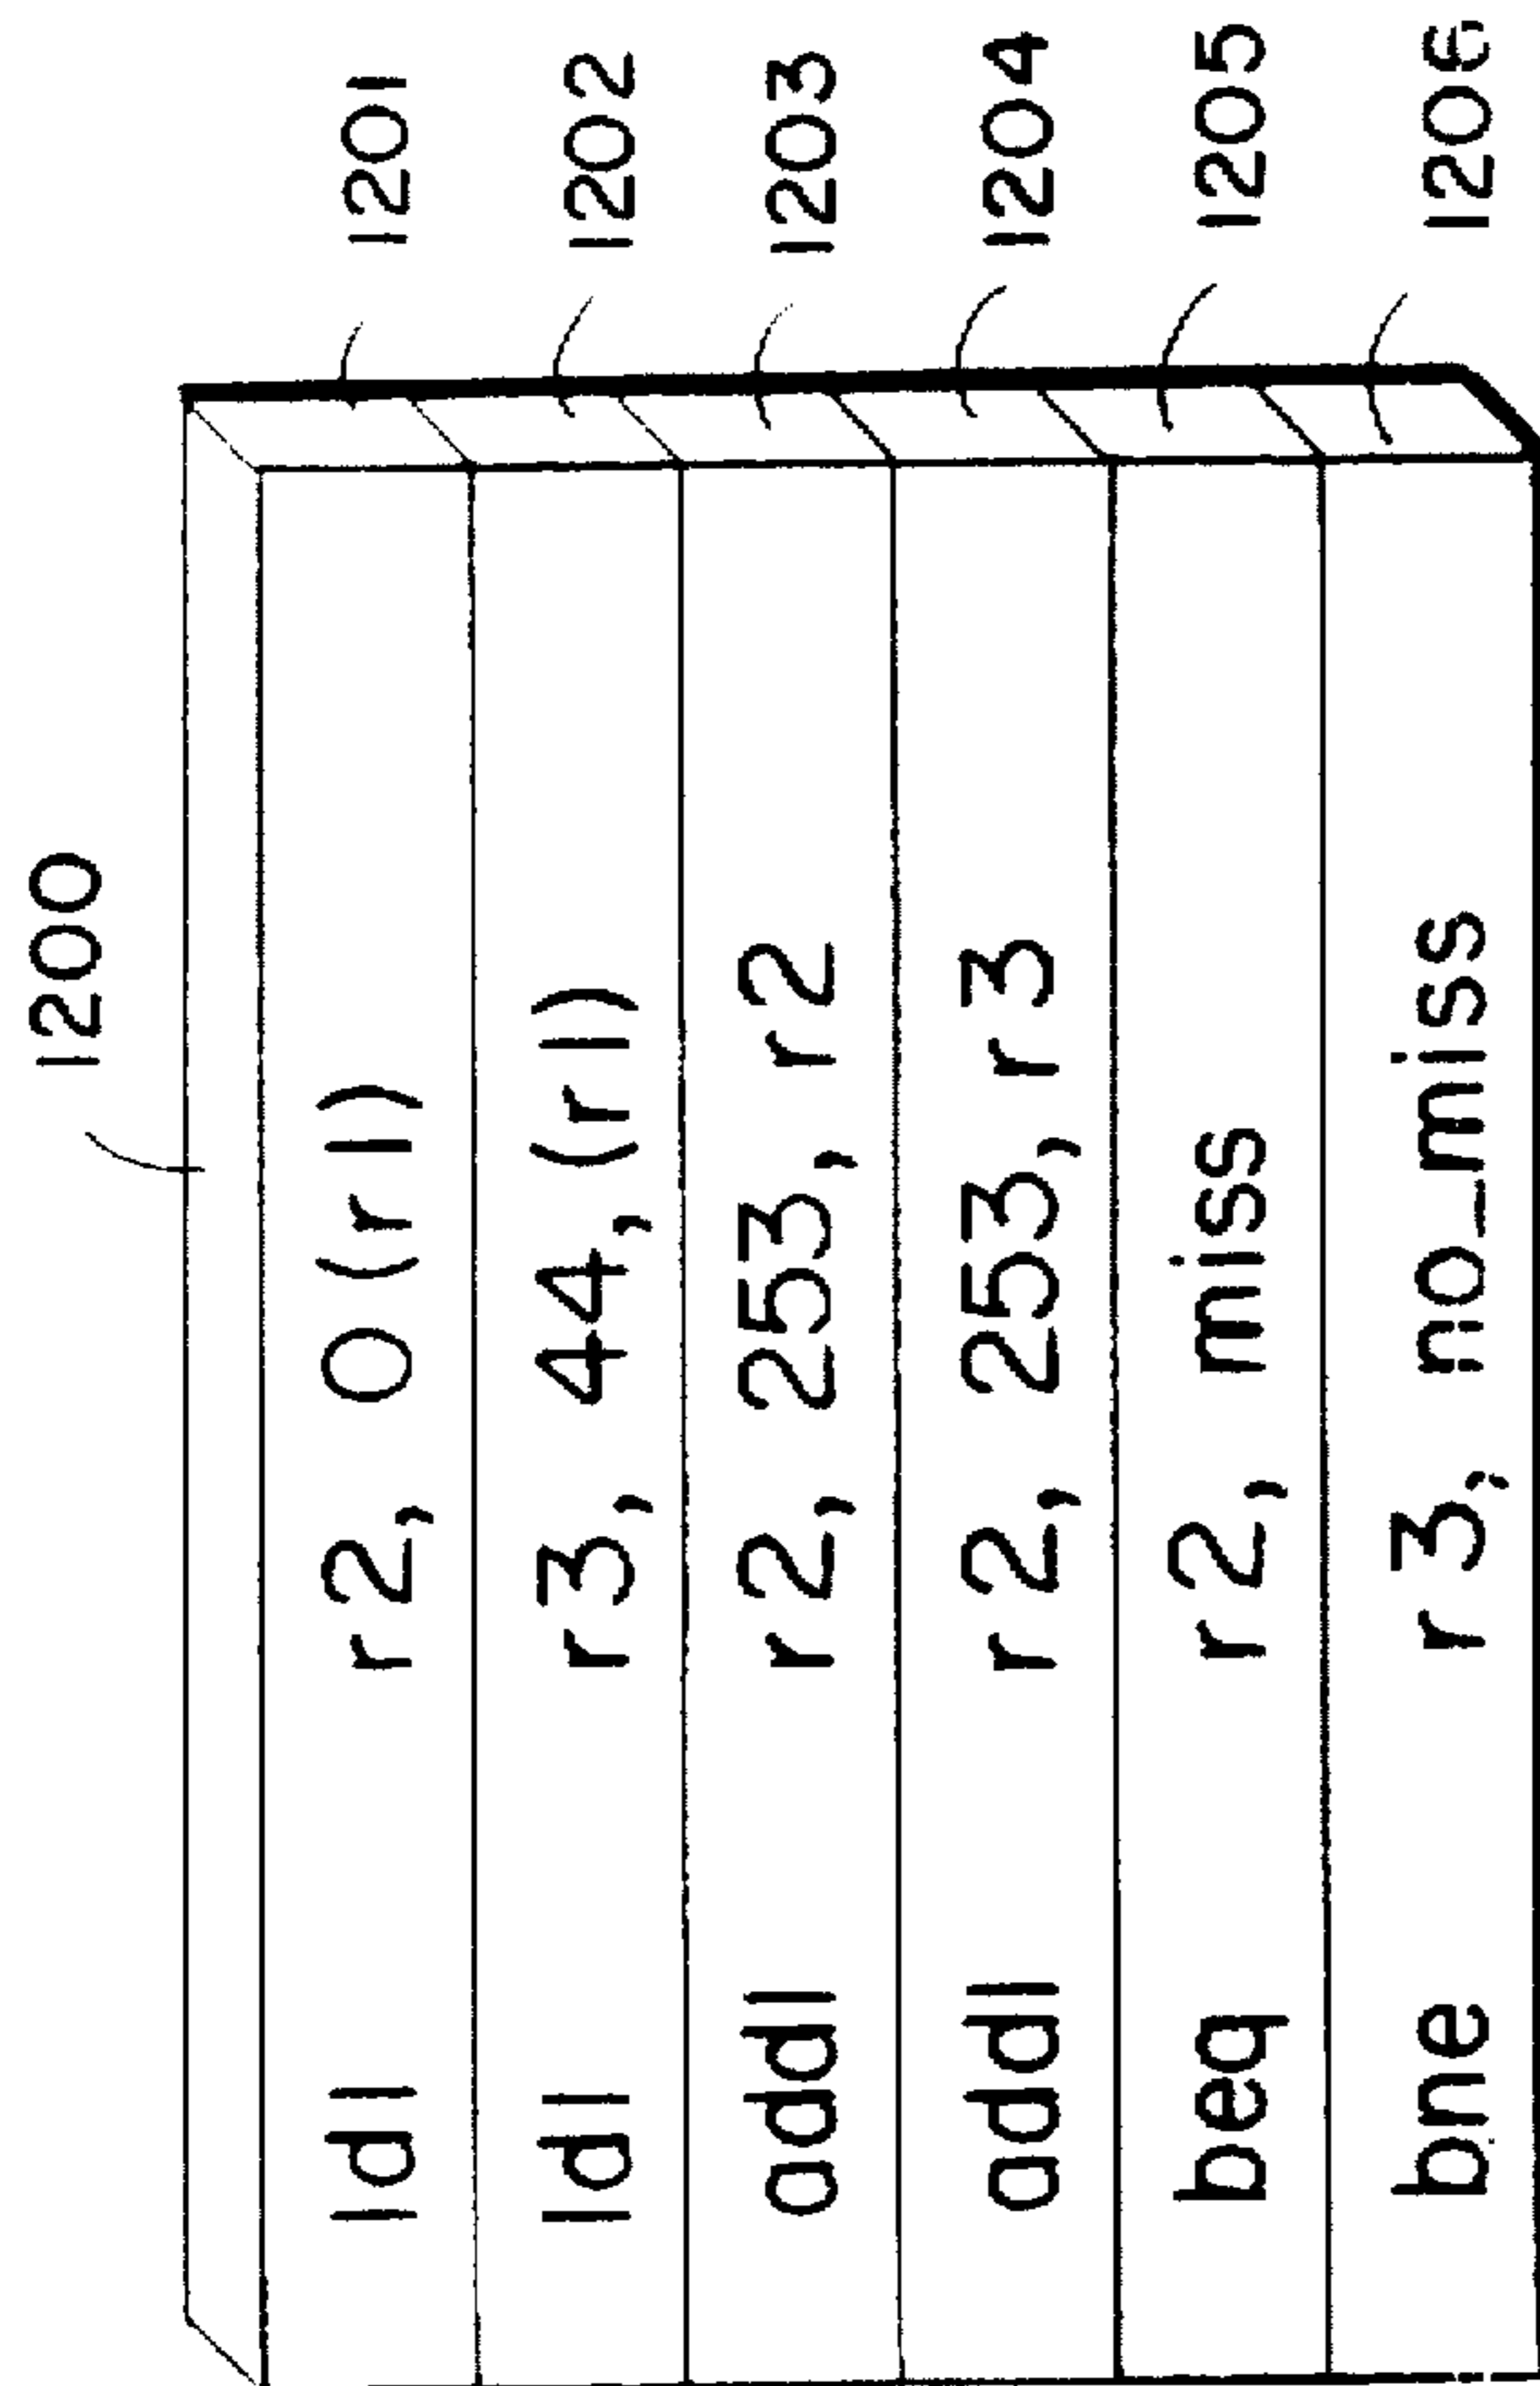 1200
ldl r2, 0(r1) 1201
ldl r3, 44,(r1) 1202
addl r2, 253, r2 1203
addl r2, 253, r3 1204
beq r2, miss 1205
bne r3, no_miss 1206